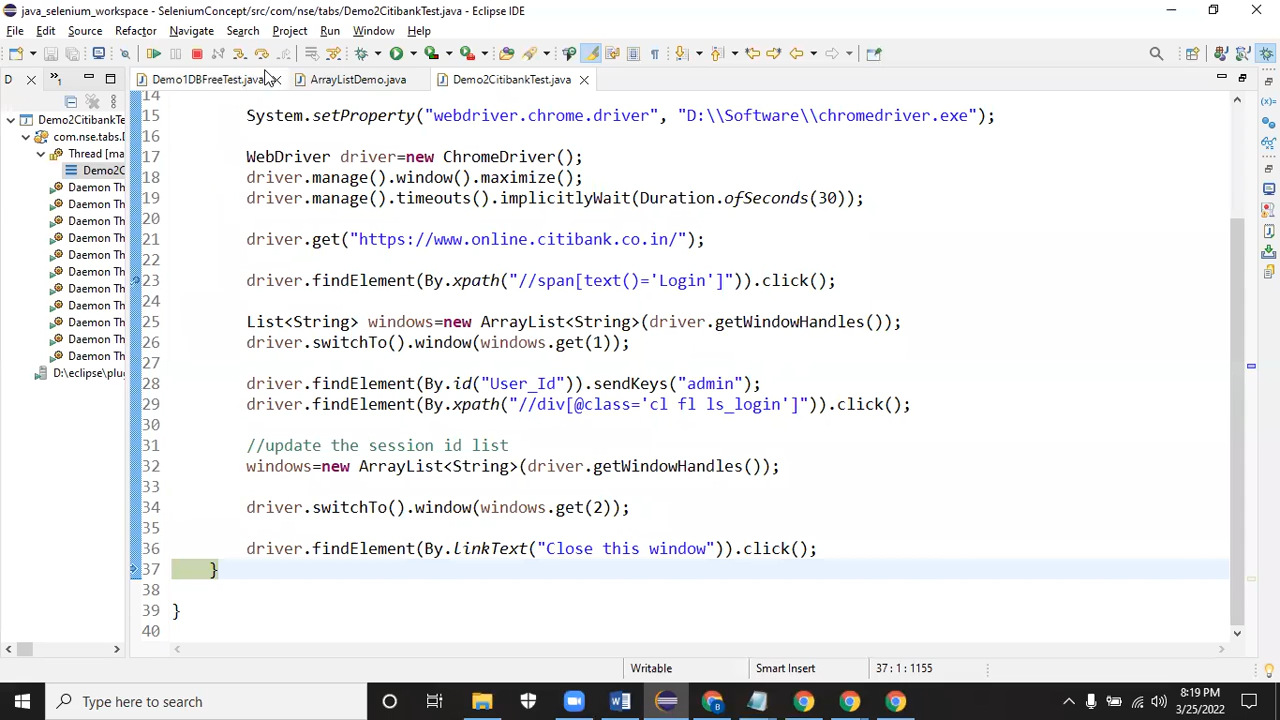 java_selenium_workspace - SeleniumConcept/src/com/nse/tabs/Demo2CitibankTest.java - Eclipse IDE
File Edit Source Refactor Navigate Search Project Run Window Help
D
Demo1DBFreeTest.java
ArrayListDemo.java
Demo2CitibankTest.java
14
15 System.setProperty("webdriver.chrome.driver", "D:\\Software\\chromedriver.exe");
16
17 WebDriver driver=new ChromeDriver();
18 driver.manage().window().maximize();
19 driver.manage().timeouts().implicitlyWait(Duration.ofSeconds(30));
20
21 driver.get("https://www.online.citibank.co.in/");
22
23 driver.findElement(By.xpath("//span[text()='Login']")).click();
24
25 List<String> windows=new ArrayList<String>(driver.getWindowHandles());
26 driver.switchTo().window(windows.get(1));
27
28 driver.findElement(By.id("User_Id")).sendKeys("admin");
29 driver.findElement(By.xpath("//div[@class='cl fl ls_login']")).click();
30
31 //update the session id list
32 windows=new ArrayList<String>(driver.getWindowHandles());
33
34 driver.switchTo().window(windows.get(2));
35
36 driver.findElement(By.linkText("Close this window")).click();
37 }
38
39 }
40
Demo2CitibankT
com.nse.tabs.D
Thread [ma
Demo2C
Daemon Th
Daemon Th
Daemon Th
Daemon Th
Daemon Th
Daemon Th
Daemon Th
Daemon Th
Daemon Th
Daemon Th
Daemon Th
D:\eclipse\plug
Writable
Smart Insert
37 : 1 : 1155
Type here to search
8:19 PM
3/25/2022